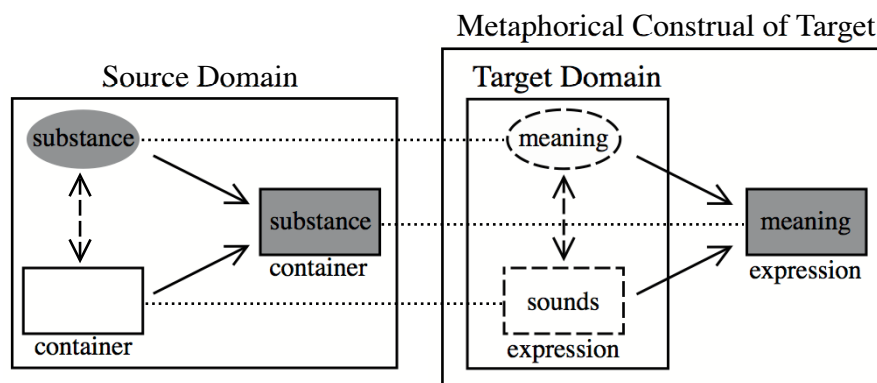 Metaphorical Construal of Target
Source Domain
Target Domain
substance
meaning
substance
container
meaning
expression
container
sounds
expression